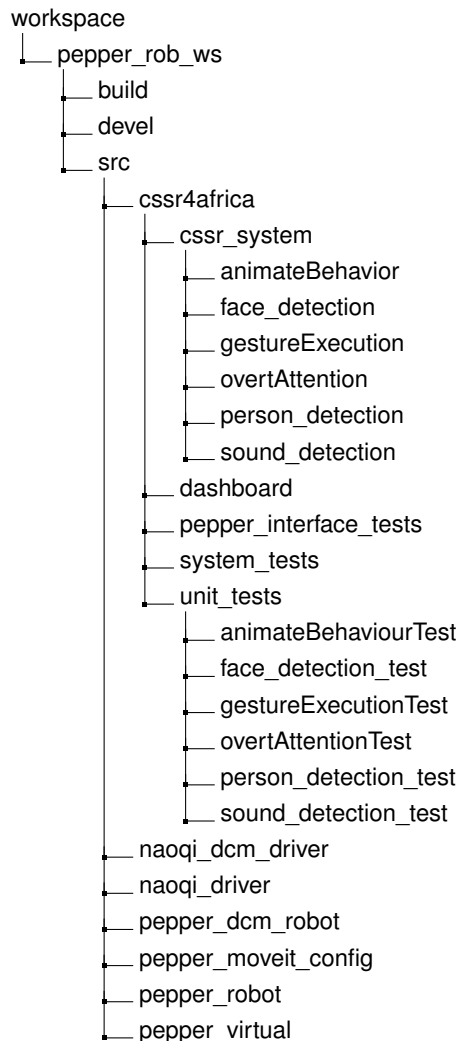 workspace
pepper_rob_ws
build
devel
src
cssr4africa
cssr_system
animateBehavior
face_detection
gestureExecution
overtAttention
person_detection
sound_detection
dashboard
pepper_interface_tests
system_tests
unit_tests
animateBehaviourTest
face_detection_test
gestureExecutionTest
overtAttentionTest
person_detection_test
sound_detection_test
naoqi_dcm_driver
naoqi_driver
pepper_dcm_robot
pepper_moveit_config
pepper_robot
pepper_virtual